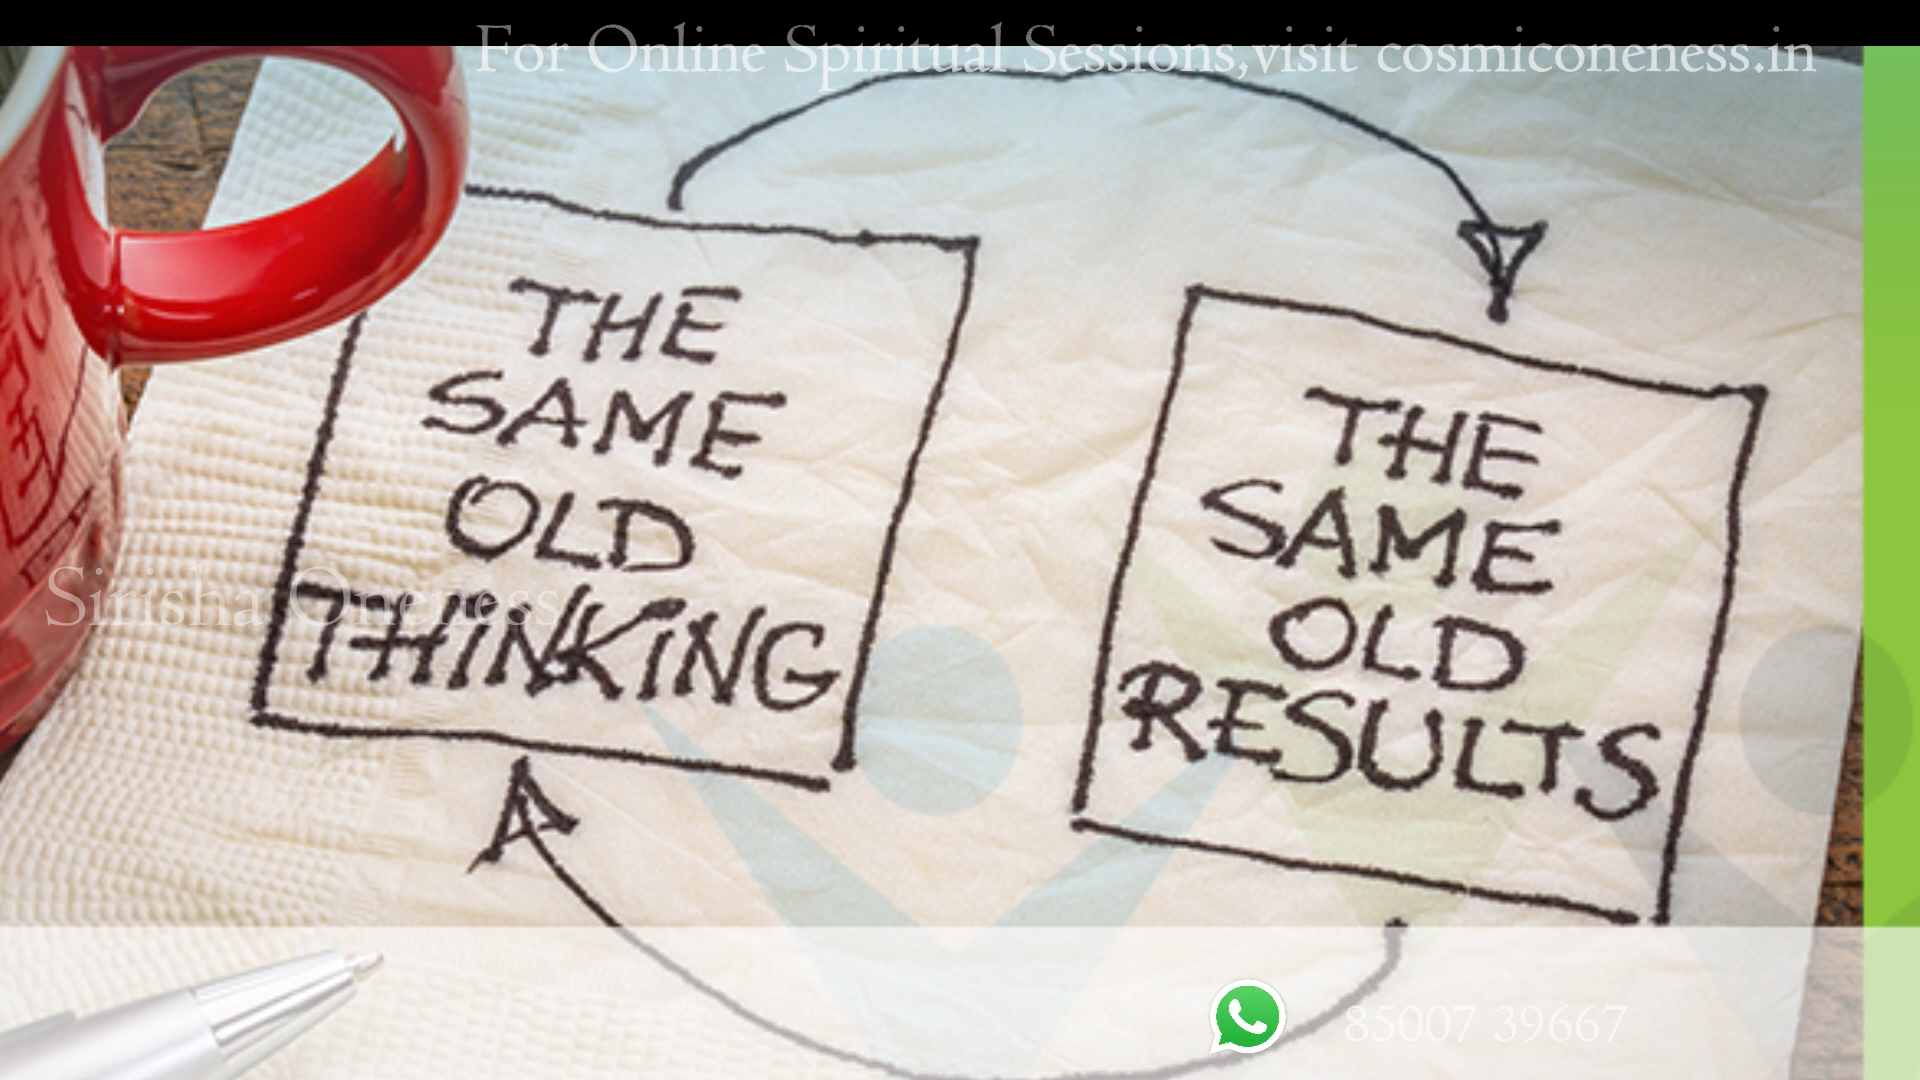 For Online Spiritual Sessions,visit cosmiconeness.in
THE
SAME
OLD
THINKING
THE
SAME
OLD
RESULTS
Sirisha Oneness
85007 39667